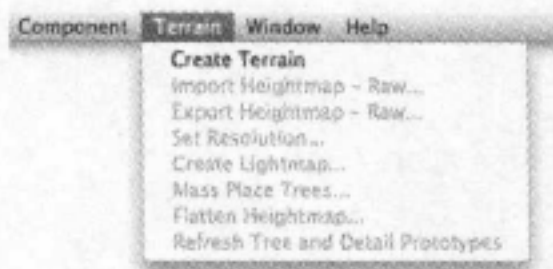 Component Terrain Window Help
Create Terrain
Import Heightmap - Raw...
Export Heightmap - Raw...
Set Resolution...
Create Lightmap...
Mass Place Trees...
Flatten Heightmap...
Refresh Tree and Detail Prototypes